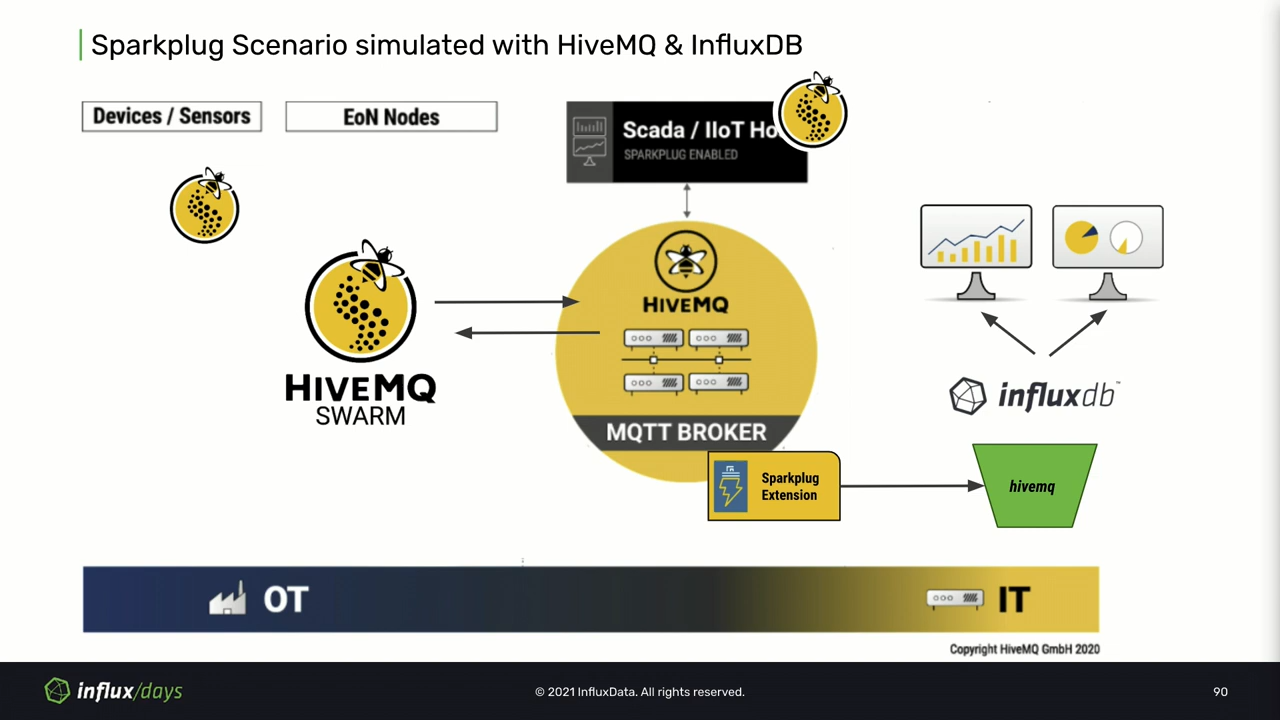 Sparkplug Scenario simulated with HiveMQ & InfluxDB
Devices / Sensors
EoN Nodes
Scada / IIoT Ho
SPARKPLUG ENABLED
HIVEMQ
SWARM
HIVEMQ
MQTT BROKER
Sparkplug
Extension
influxdb™
hivemq
OT
IT
Copyright HiveMQ GmbH 2020
influx/days
© 2021 InfluxData. All rights reserved.
90